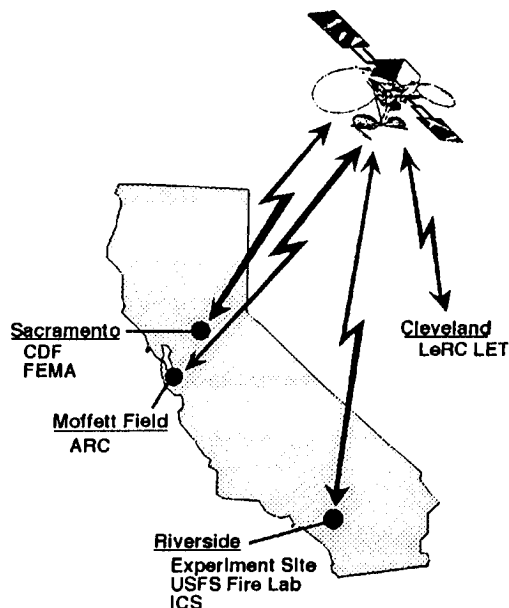 Sacramento
CDF
FEMA
Cleveland
LeRC LET
Moffett Field
ARC
Riverside
Experiment Site
USFS Fire Lab
ICS